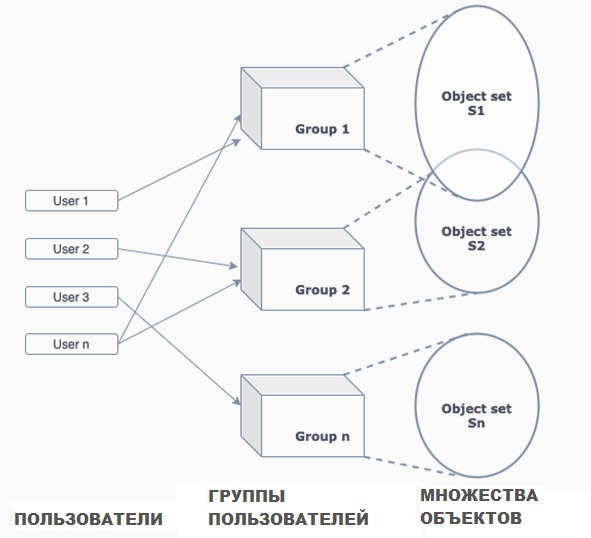 Object set
S1
Group 1
User 1
User 2
User 3
User n
Object set
S2
Group 2
Object set
Sn
Group n
ПОЛЬЗОВАТЕЛИ
ГРУППЫ
ПОЛЬЗОВАТЕЛЕЙ
МНОЖЕСТВА
ОБЪЕКТОВ